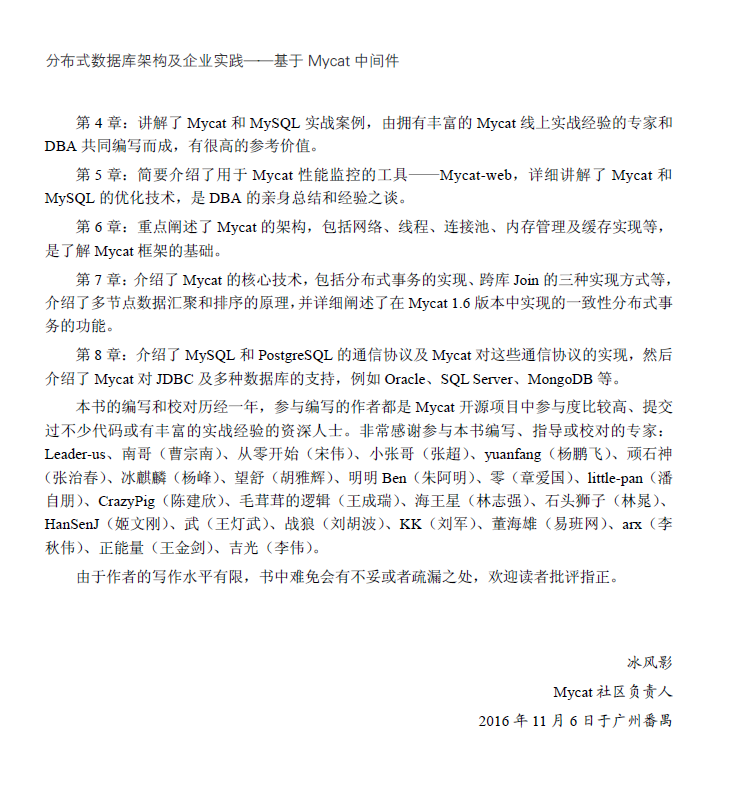 分布式数据库架构及企业实践——基于 Mycat 中间件
第 4 章：讲解了 Mycat 和 MySQL 实战案例，由拥有丰富的 Mycat 线上实战经验的专家和
DBA 共同编写而成，有很高的参考价值。
第 5 章：简要介绍了用于 Mycat 性能监控的工具——Mycat-web，详细讲解了 Mycat 和
MySQL 的优化技术，是 DBA 的亲身总结和经验之谈。
第 6 章：重点阐述了 Mycat 的架构，包括网络、线程、连接池、内存管理及缓存实现等，
是了解 Mycat 框架的基础。
第 7 章：介绍了 Mycat 的核心技术，包括分布式事务的实现、跨库 Join 的三种实现方式等，
介绍了多节点数据汇聚和排序的原理，并详细阐述了在 Mycat 1.6 版本中实现的一致性分布式事
务的功能。
第 8 章：介绍了 MySQL 和 PostgreSQL 的通信协议及 Mycat 对这些通信协议的实现，然后
介绍了 Mycat 对 JDBC 及多种数据库的支持，例如 Oracle、SQL Server、MongoDB 等。
本书的编写和校对历经一年，参与编写的作者都是 Mycat 开源项目中参与度比较高、提交
过不少代码或有丰富的实战经验的资深人士。非常感谢参与本书编写、指导或校对的专家：
Leader-us、南哥（曹宗南）、从零开始（宋伟）、小张哥（张超）、yuanfang（杨鹏飞）、顽石神
（张治春）、冰麒麟（杨峰）、望舒（胡雅辉）、明明 Ben（朱阿明）、零（章爱国）、little-pan（潘
自朋）、CrazyPig（陈建欣）、毛茸茸的逻辑（王成瑞）、海王星（林志强）、石头狮子（林晁）、
HanSenJ（姬文刚）、武（王灯武）、战狼（刘胡波）、KK（刘军）、董海雄（易班网）、arx（李
秋伟）、正能量（王金剑）、吉光（李伟）。
由于作者的写作水平有限，书中难免会有不妥或者疏漏之处，欢迎读者批评指正。
冰风影
Mycat 社区负责人
2016 年 11 月 6 日于广州番禺